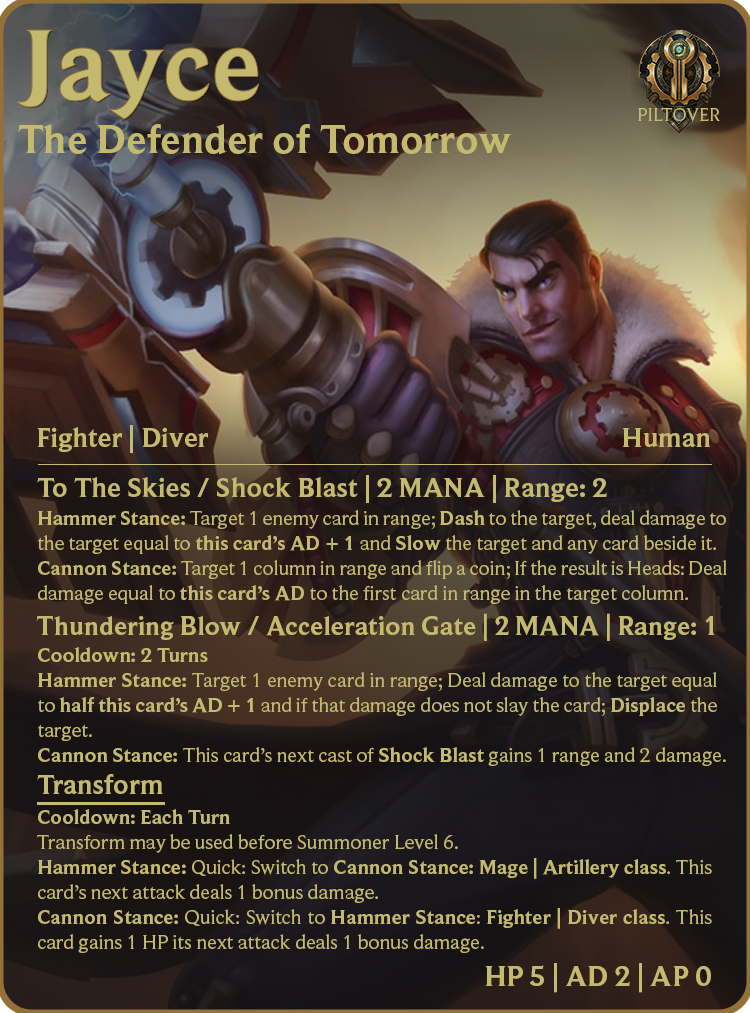 Jayce
PILTOVER
The Defender of Tomorrow
Fighter | Diver
Human
To The Skies / Shock Blast | 2 MANA | Range: 2
Hammer Stance: Target 1 enemy card in range; Dash to the target, deal damage to
the target equal to this card's AD + 1 and Slow the target and any card beside it.
Cannon Stance: Target 1 column in range and flip a coin; If the result is Heads: Deal
damage equal to this card's AD to the first card in range in the target column.
Thundering Blow / Acceleration Gate | 2 MANA | Range: 1
Cooldown: 2 Turns
Hammer Stance: Target 1 enemy card in range; Deal damage to the target equal
to half this card's AD + 1 and if that damage does not slay the card; Displace the
target.
Cannon Stance: This card's next cast of Shock Blast gains 1 range and 2 damage.
Transform
Cooldown: Each Turn
Transform may be used before Summoner Level 6.
Hammer Stance: Quick: Switch to Cannon Stance: Mage | Artillery class. This
card's next attack deals 1 bonus damage.
Cannon Stance: Quick: Switch to Hammer Stance: Fighter | Diver class. This
card gains 1 HP its next attack deals 1 bonus damage.
HP 5 | AD 2 | AP 0